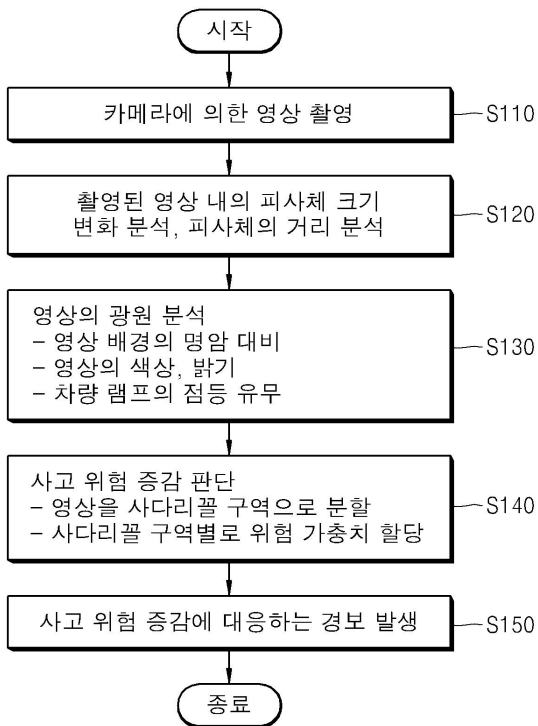 시작
카메라에 의한 영상 촬영
S110
촬영된 영상 내의 피사체 크기
변화 분석, 피사체의 거리 분석
S120
영상의 광원 분석
– 영상 배경의 명암 대비
– 영상의 색상, 밝기
– 차량 램프의 점등 유무
S130
사고 위험 증감 판단
– 영상을 사다리꼴 구역으로 분할
– 사다리꼴 구역별로 위험 가중치 할당
S140
사고 위험 증감에 대응하는 경보 발생
S150
종료